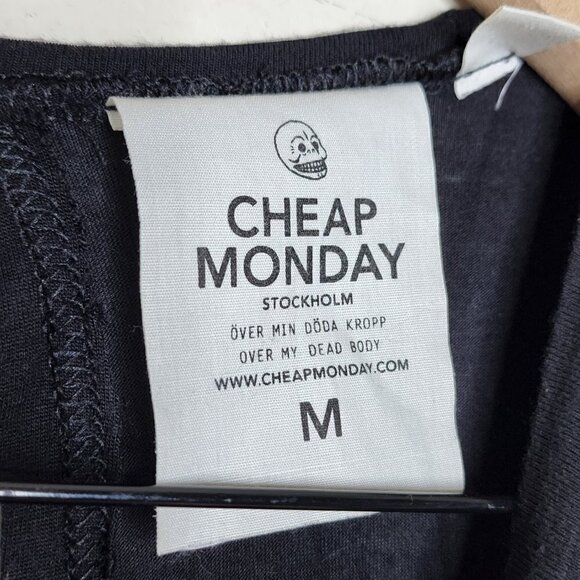 CHEAP
MONDAY
STOCKHOLM
ÖVER MIN DÖDA KROPP
OVER MY DEAD BODY
WWW.CHEAPMONDAY.COM
M